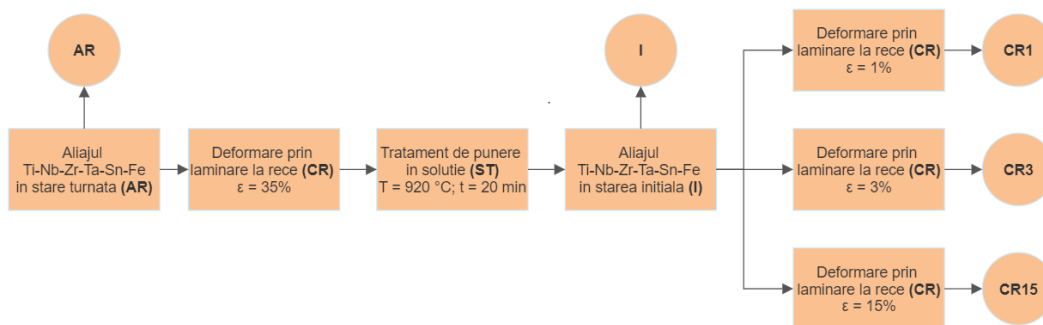 AR
I
Deformare prin
laminare la rece (CR)
ε = 1%
CR1
Aliajul
Ti-Nb-Zr-Ta-Sn-Fe
in stare turnata (AR)
Deformare prin
laminare la rece (CR)
ε = 35%
Tratament de punere
in solutie (ST)
T = 920 °C; t = 20 min
Aliajul
Ti-Nb-Zr-Ta-Sn-Fe
in starea initiala (I)
Deformare prin
laminare la rece (CR)
ε = 3%
CR3
Deformare prin
laminare la rece (CR)
ε = 15%
CR15